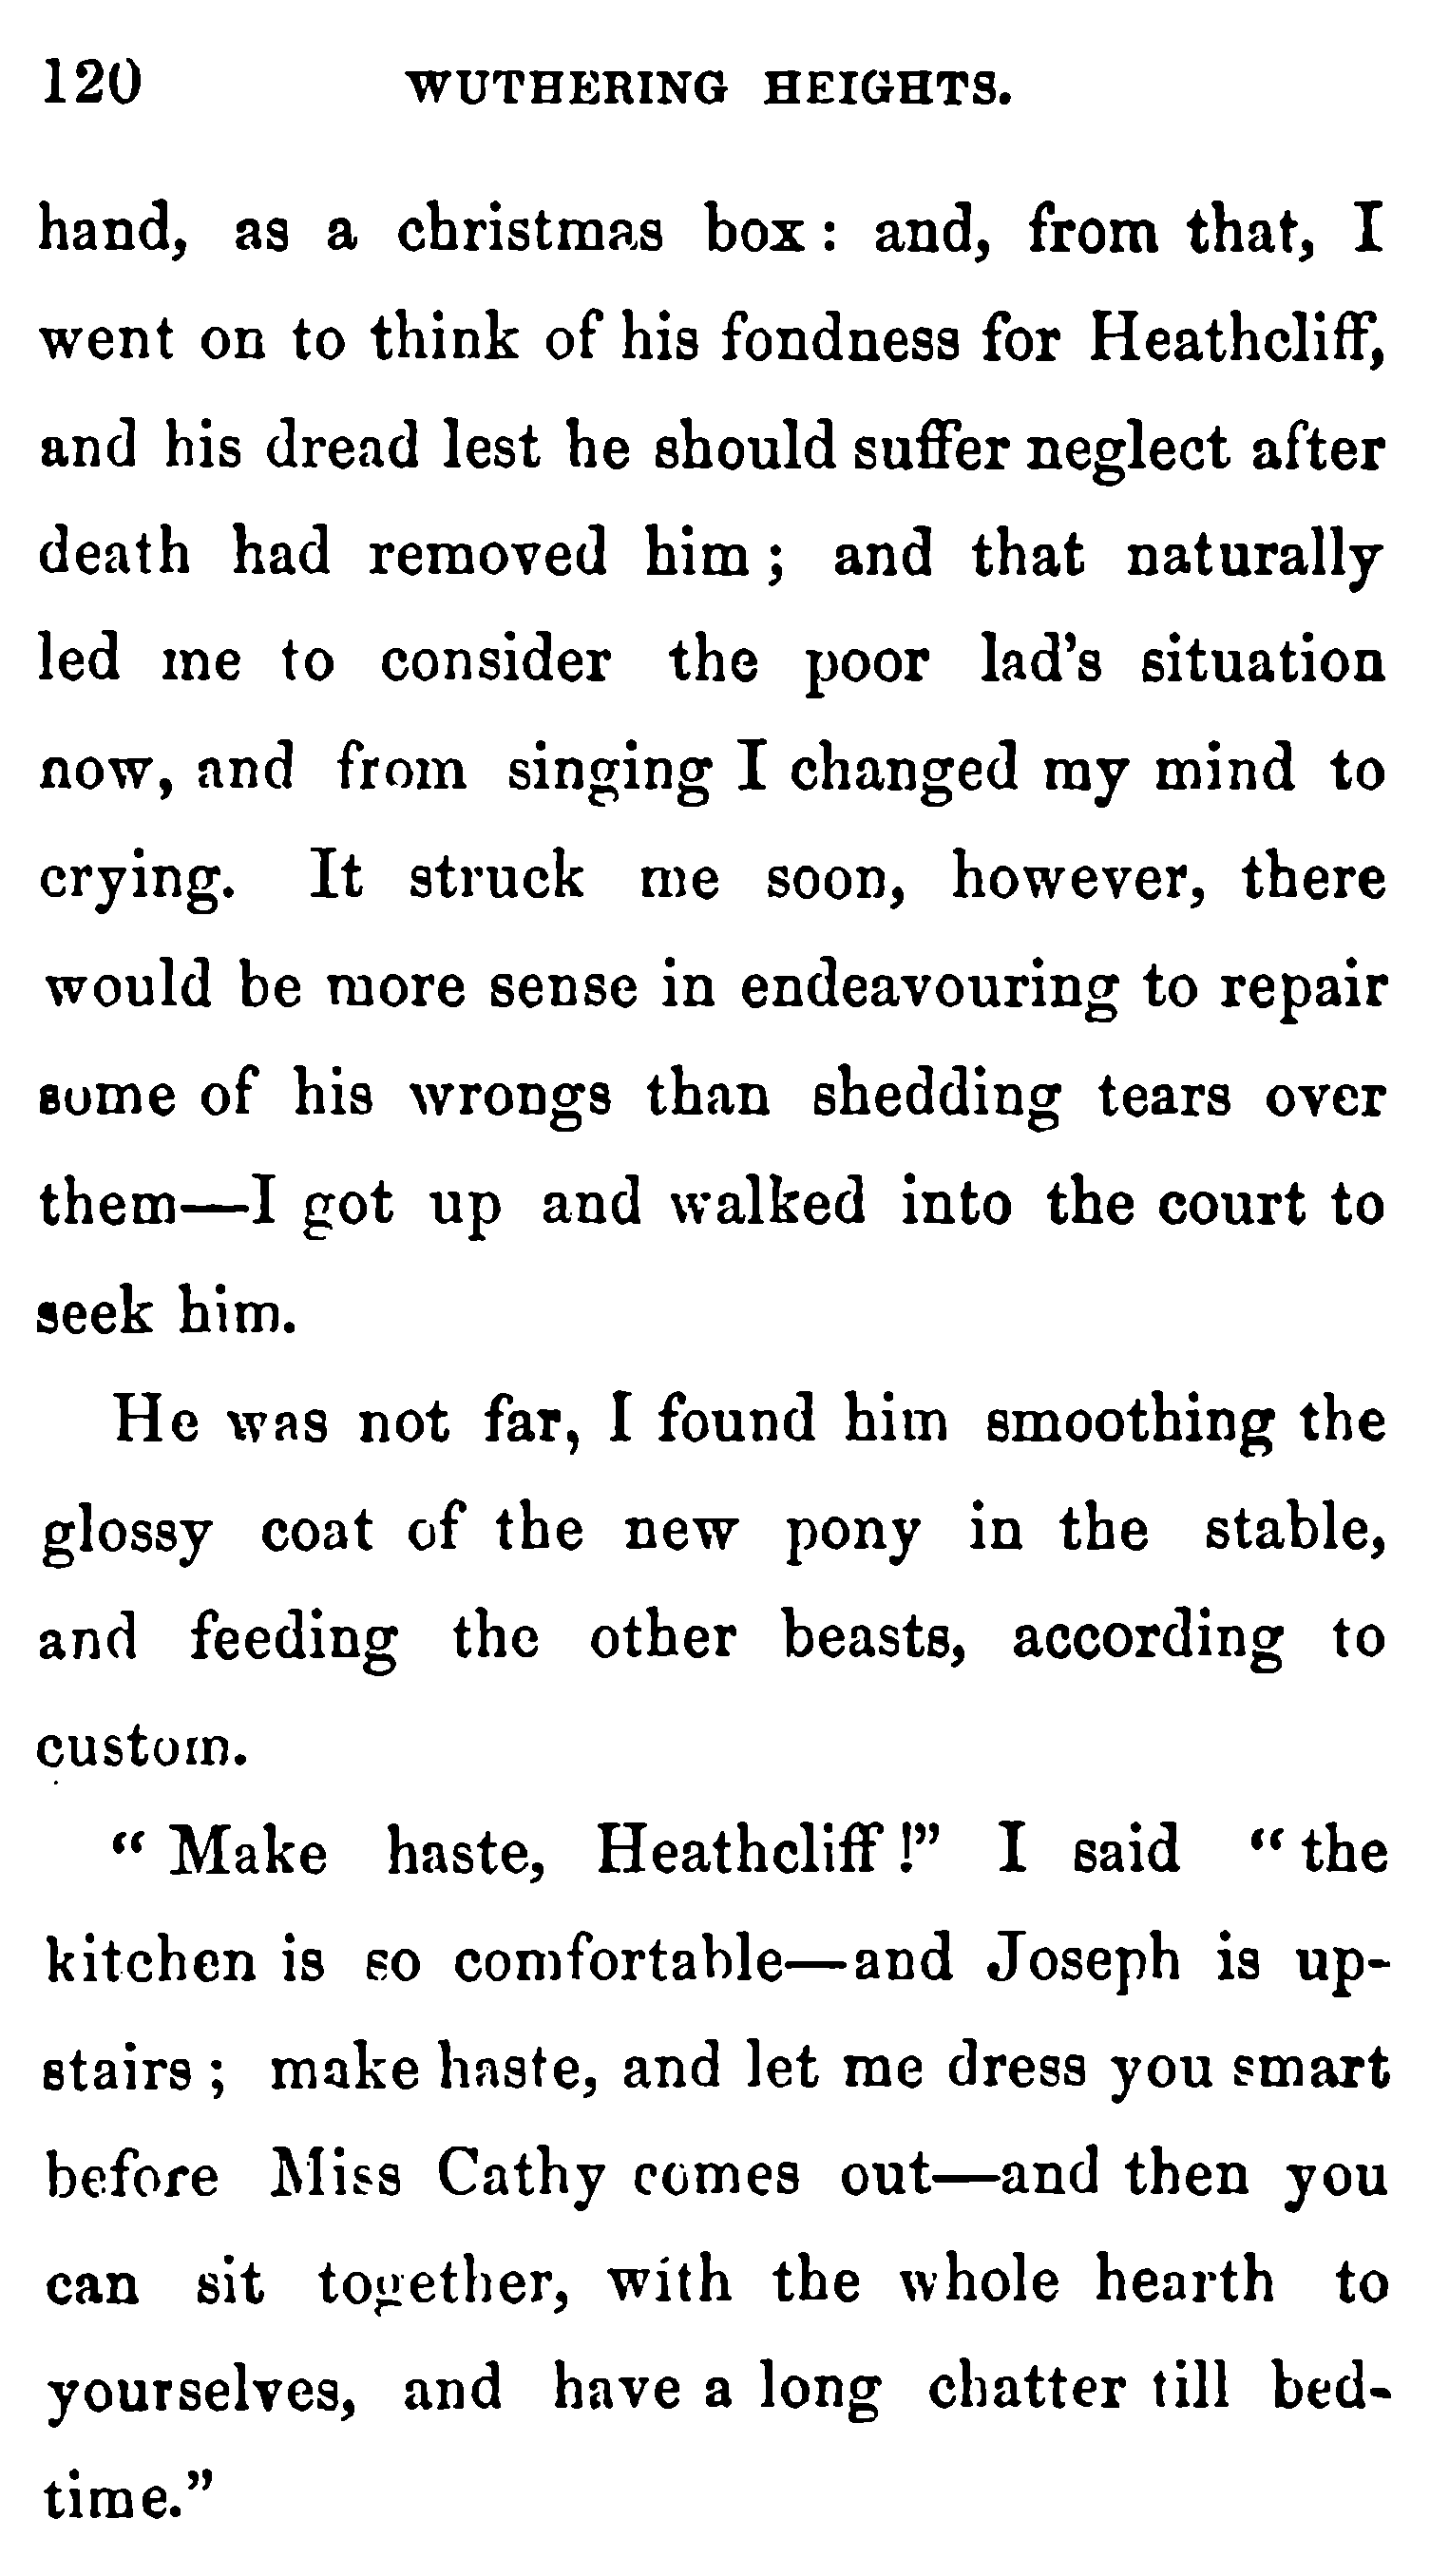 120 WUTHERING HEIGHTS.
hand, as a christmas box: and, from that, I
went on to think of his fondness for Heathcliff,
and his dread lest he should suffer neglect after
death had removed him; and that naturally
led me to consider the poor lad's situation
now, and from singing I changed my mind to
crying. It struck me soon, however, there
would be more sense in endeavouring to repair
some of his wrongs than shedding tears over
them—I got up and walked into the court to
seek him.
He was not far, I found him smoothing the
glossy coat of the new pony in the stable,
and feeding the other beasts, according to
custom.
“Make haste, Heathcliff!” I said “the
kitchen is so comfortable—and Joseph is up-
stairs; make haste, and let me dress you smart
before Miss Cathy comes out—and then you
can sit together, with the whole hearth to
yourselves, and have a long chatter till bed-
time.”